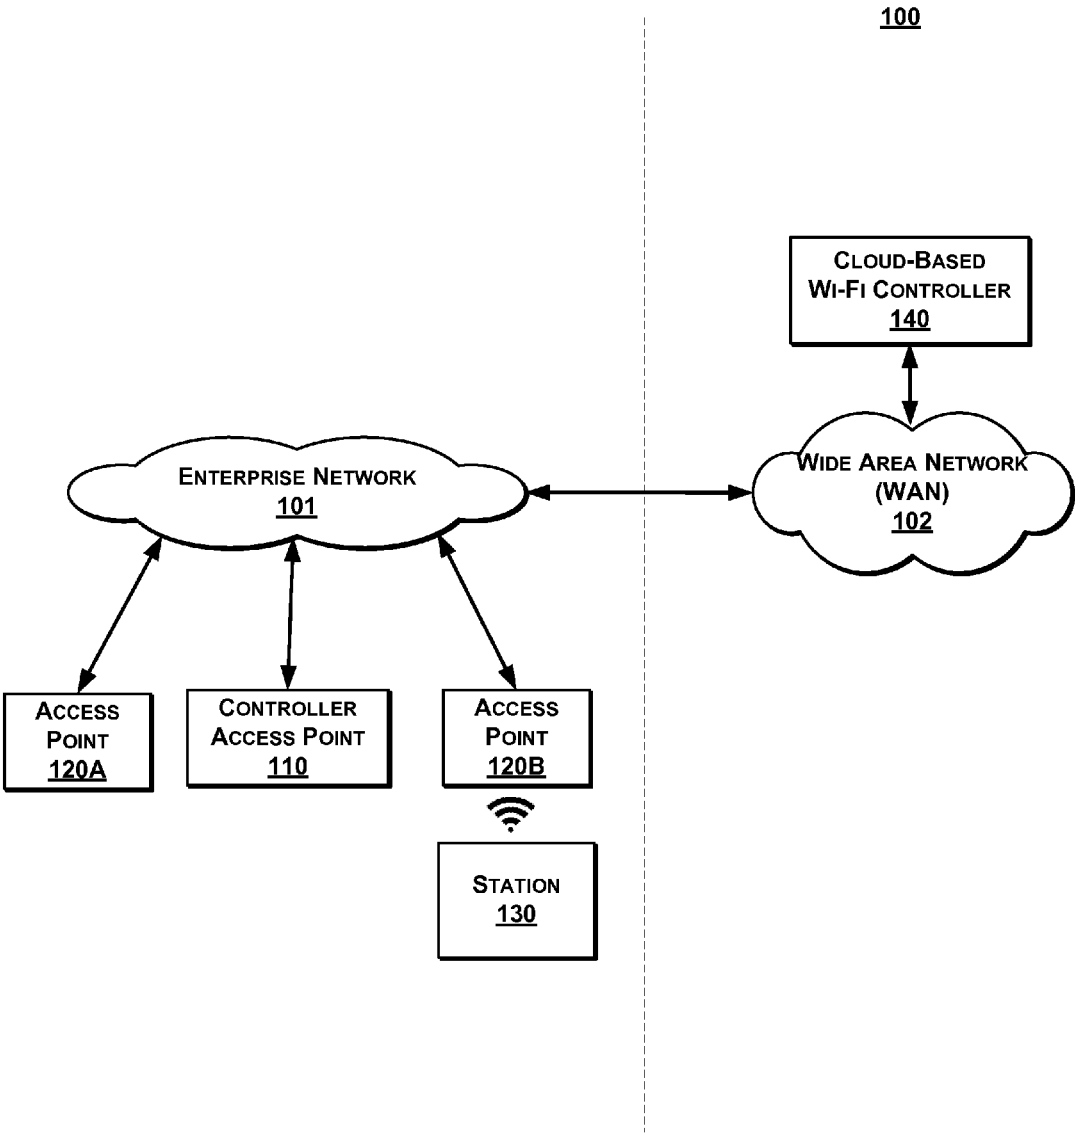 100
CLOUD-BASED
WI-FI CONTROLLER
140
ENTERPRISE NETWORK
101
WIDE AREA NETWORK
(WAN)
102
ACCESS
POINT
120A
CONTROLLER
ACCESS POINT
110
ACCESS
POINT
120B
STATION
130